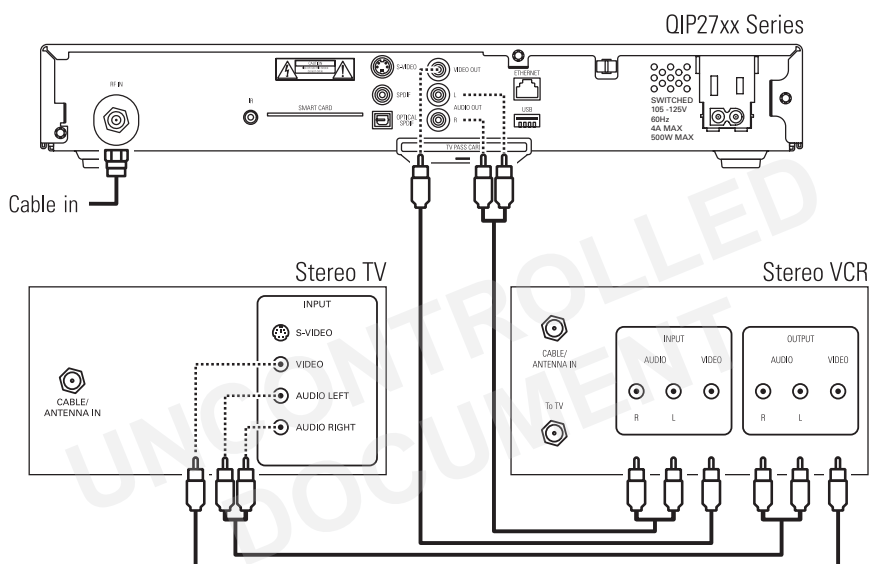 QIP27xx Series
RF IN
IR
SMART CARD
S-VIDEO
SPDIF
OPTICAL
SPDIF
VIDEO OUT
L
AUDIO OUT
R
ETHERNET
USB
TV PASS CARD
SWITCHED
105 -125V
60Hz
4A MAX
500W MAX
Cable in
Stereo TV
CABLE/
ANTENNA IN
INPUT
S-VIDEO
VIDEO
AUDIO LEFT
AUDIO RIGHT
Stereo VCR
CABLE/
ANTENNA IN
To TV
INPUT
AUDIO
VIDEO
R
L
OUTPUT
AUDIO
VIDEO
R
L
UNCONTROLLED
DOCUMENT